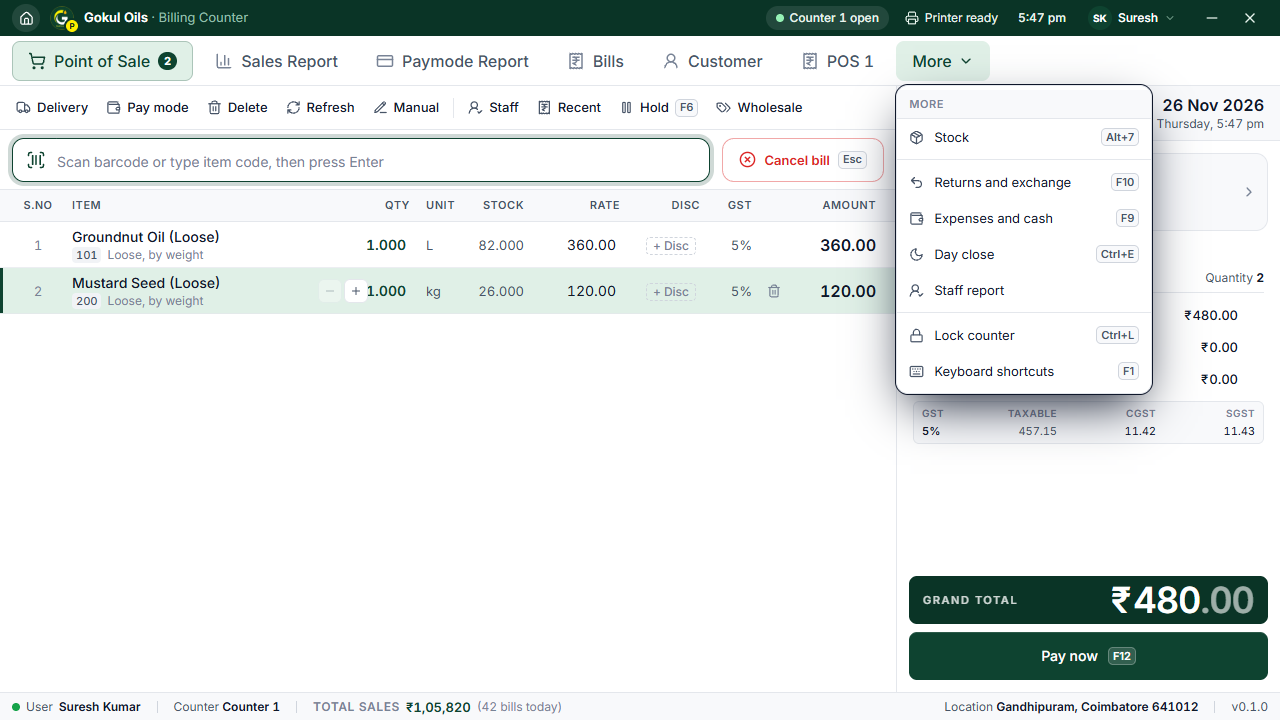 Gokul Oils · Billing Counter
Counter 1 open
Printer ready
5:47 pm
SK Suresh
Point of Sale 2
Sales Report
Paymode Report
Bills
Customer
POS 1
More
Delivery
Pay mode
Delete
Refresh
Manual
Staff
Recent
Hold F6
Wholesale
26 Nov 2026
Thursday, 5:47 pm
Scan barcode or type item code, then press Enter
Cancel bill Esc
S.NO ITEM QTY UNIT STOCK RATE DISC GST AMOUNT
1 Groundnut Oil (Loose) 1.000 L 82.000 360.00 + Disc 5% 360.00
101 Loose, by weight
2 Mustard Seed (Loose) − + 1.000 kg 26.000 120.00 + Disc 5% 120.00
200 Loose, by weight
MORE
Stock Alt+7
Returns and exchange F10
Expenses and cash F9
Day close Ctrl+E
Staff report
Lock counter Ctrl+L
Keyboard shortcuts F1
Quantity 2
₹480.00
₹0.00
₹0.00
GST TAXABLE CGST SGST
5% 457.15 11.42 11.43
GRAND TOTAL ₹480.00
Pay now F12
User Suresh Kumar
Counter Counter 1
TOTAL SALES ₹1,05,820 (42 bills today)
Location Gandhipuram, Coimbatore 641012
v0.1.0